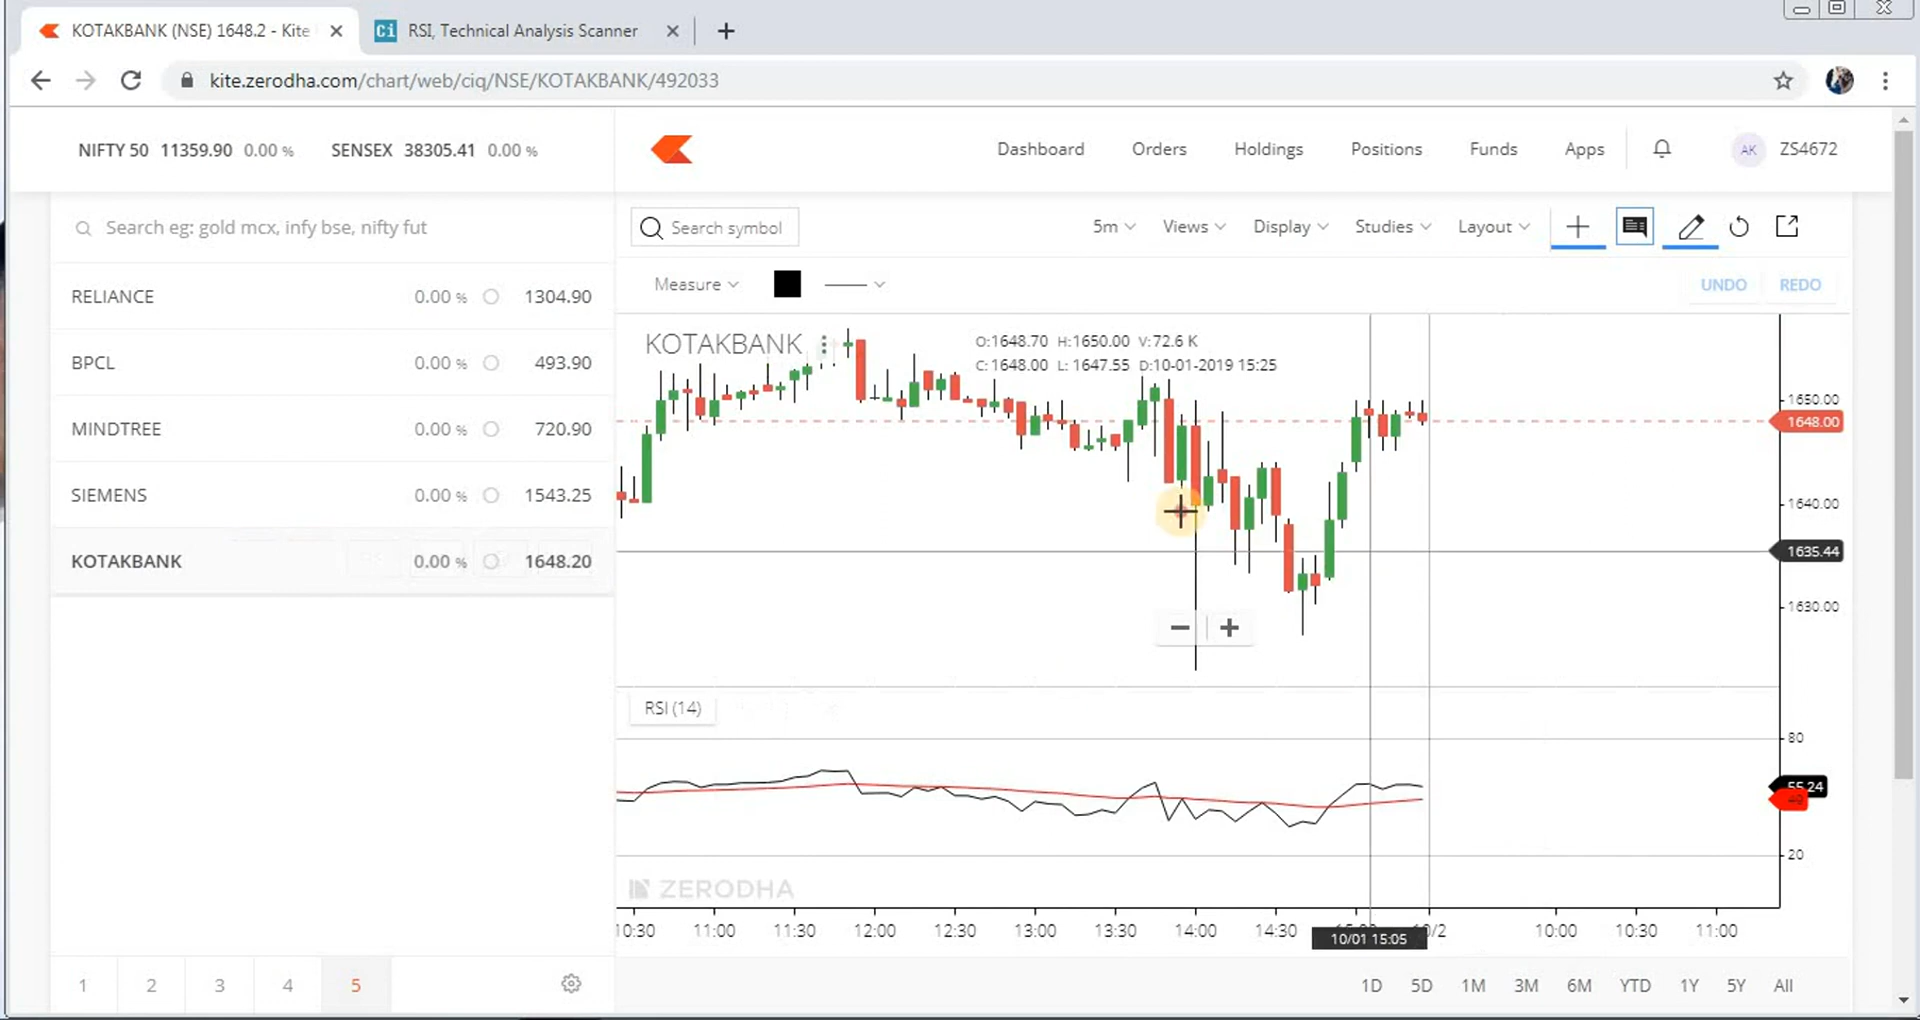 KOTAKBANK (NSE) 1648.2 - Kite
Ci RSI, Technical Analysis Scanner
kite.zerodha.com/chart/web/ciq/NSE/KOTAKBANK/492033
NIFTY 50 11359.90 0.00 % SENSEX 38305.41 0.00 %
Dashboard Orders Holdings Positions Funds Apps AK ZS4672
Search eg: gold mcx, infy bse, nifty fut
Search symbol 5m Views Display Studies Layout
RELIANCE 0.00 % 1304.90
BPCL 0.00 % 493.90
MINDTREE 0.00 % 720.90
SIEMENS 0.00 % 1543.25
KOTAKBANK 0.00 % 1648.20
Measure UNDO REDO
KOTAKBANK
O:1648.70 H:1650.00 V:72.6 K
C:1648.00 L: 1647.55 D:10-01-2019 15:25
1650.00
1648.00
1640.00
1635.44
1630.00
RSI (14)
80
55.24
20
ZERODHA
10:30 11:00 11:30 12:00 12:30 13:00 13:30 14:00 14:30 10/2 10:00 10:30 11:00
10/01 15:05
1 2 3 4 5
1D 5D 1M 3M 6M YTD 1Y 5Y All